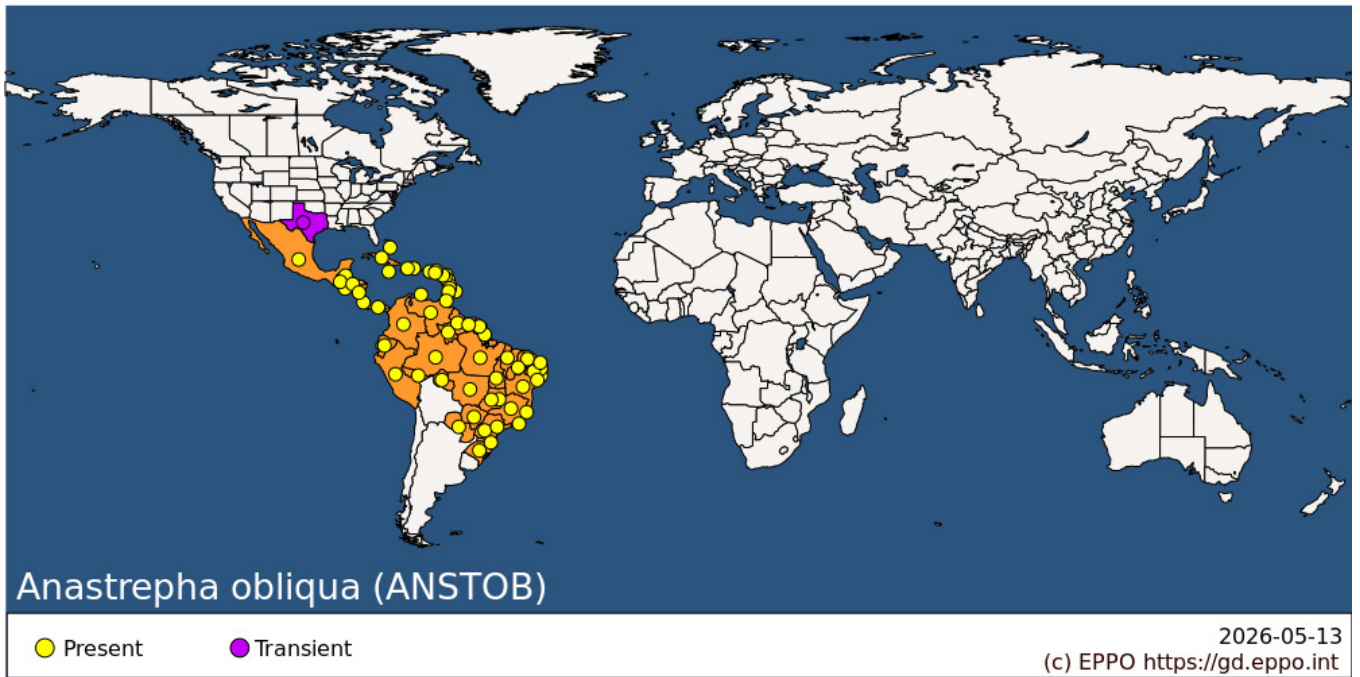 Anastrepha obliqua (ANSTOB)
Present
Transient
2026-05-13
(c) EPPO https://gd.eppo.int